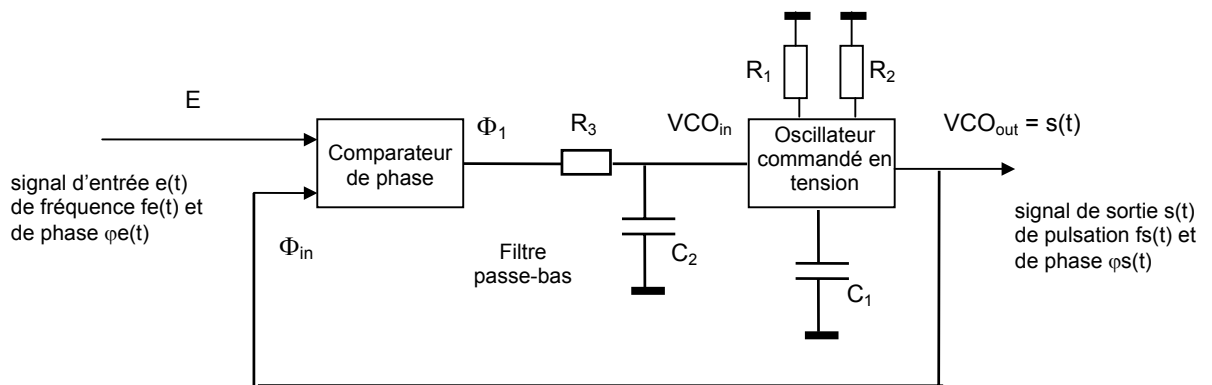 R₁
R₂
E
Φ₁
R₃
VCOᵢₙ
VCOₒᵤₜ = s(t)
Comparateur
de phase
Oscillateur
commandé en
tension
signal d'entrée e(t)
de fréquence fe(t) et
de phase φe(t)
Φᵢₙ
Filtre
passe-bas
C₂
C₁
signal de sortie s(t)
de pulsation fs(t) et
de phase φs(t)